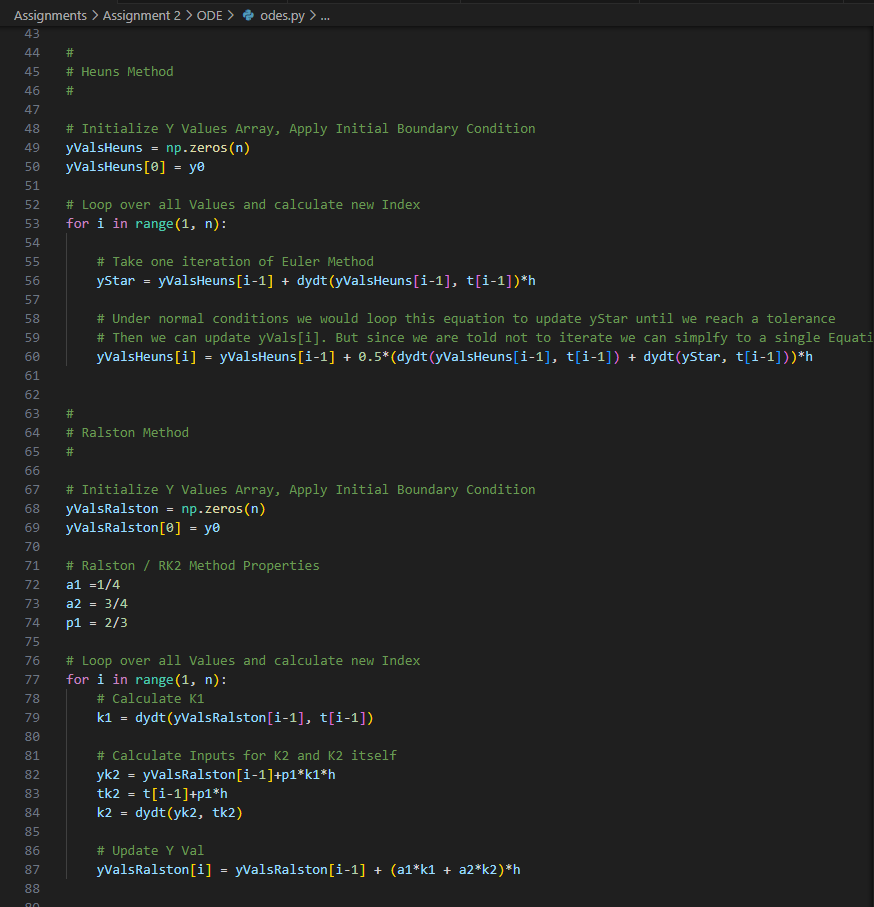 Assignments > Assignment 2 > ODE > odes.py > ...
43
44 #
45 # Heuns Method
46 #
47
48 # Initialize Y Values Array, Apply Initial Boundary Condition
49 yValsHeuns = np.zeros(n)
50 yValsHeuns[0] = y0
51
52 # Loop over all Values and calculate new Index
53 for i in range(1, n):
54
55 # Take one iteration of Euler Method
56 yStar = yValsHeuns[i-1] + dydt(yValsHeuns[i-1], t[i-1])*h
57
58 # Under normal conditions we would loop this equation to update yStar until we reach a tolerance
59 # Then we can update yVals[i]. But since we are told not to iterate we can simplfy to a single Equati
60 yValsHeuns[i] = yValsHeuns[i-1] + 0.5*(dydt(yValsHeuns[i-1], t[i-1]) + dydt(yStar, t[i-1]))*h
61
62
63 #
64 # Ralston Method
65 #
66
67 # Initialize Y Values Array, Apply Initial Boundary Condition
68 yValsRalston = np.zeros(n)
69 yValsRalston[0] = y0
70
71 # Ralston / RK2 Method Properties
72 a1 =1/4
73 a2 = 3/4
74 p1 = 2/3
75
76 # Loop over all Values and calculate new Index
77 for i in range(1, n):
78 # Calculate K1
79 k1 = dydt(yValsRalston[i-1], t[i-1])
80
81 # Calculate Inputs for K2 and K2 itself
82 yk2 = yValsRalston[i-1]+p1*k1*h
83 tk2 = t[i-1]+p1*h
84 k2 = dydt(yk2, tk2)
85
86 # Update Y Val
87 yValsRalston[i] = yValsRalston[i-1] + (a1*k1 + a2*k2)*h
88